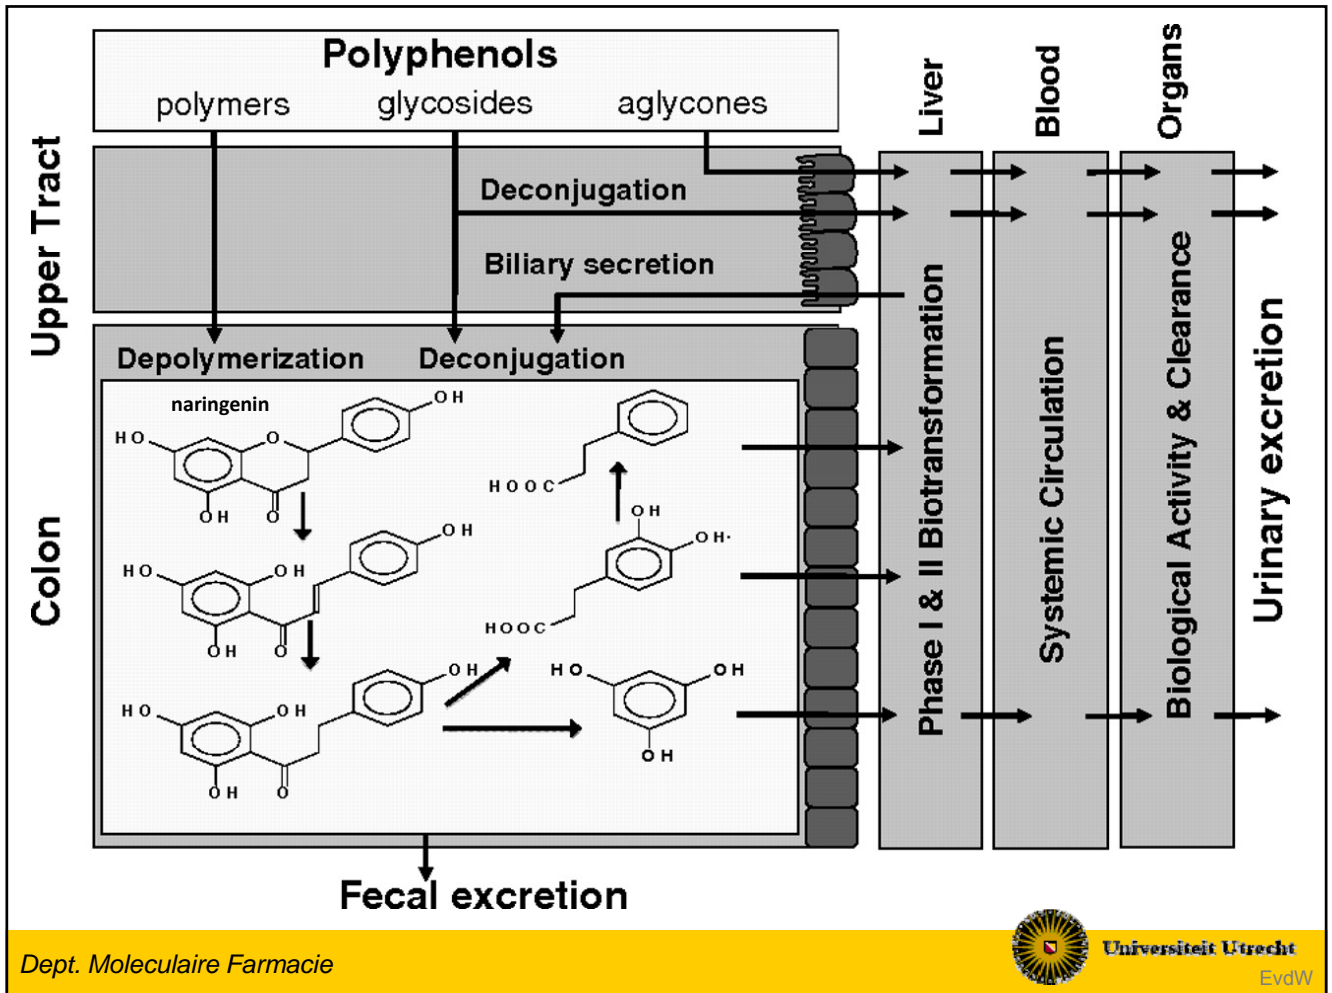 Polyphenols
polymers glycosides aglycones
Liver
Blood
Organs
Upper Tract
Deconjugation
Biliary secretion
Colon
Depolymerization Deconjugation
naringenin
HO
O
OH
OH
O
HO
OH
OH
O
OH
HO
OH
OH
O
OH
HOOC
OH
OH·
HOOC
HO
OH
OH
Phase I & II Biotransformation
Systemic Circulation
Biological Activity & Clearance
Urinary excretion
Fecal excretion
Dept. Moleculaire Farmacie
Universiteit Utrecht
EvdW